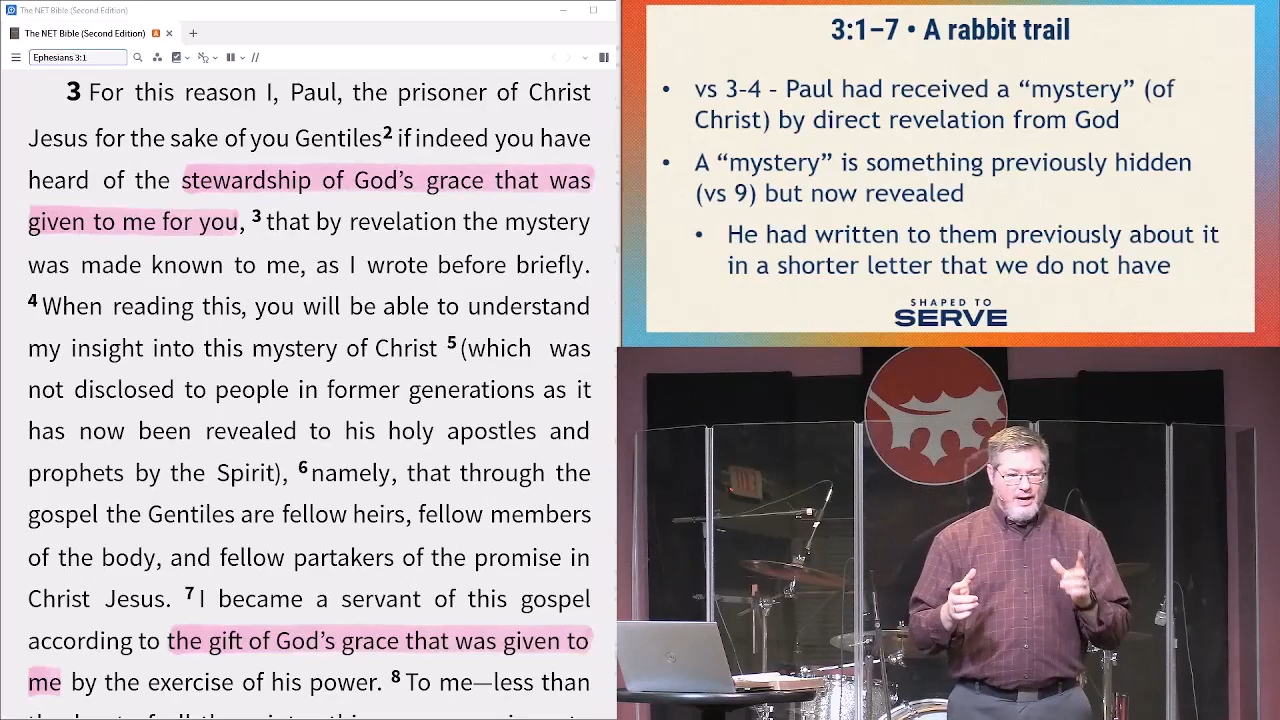 The NET Bible (Second Edition)
The NET Bible (Second Edition) A
Ephesians 3:1
3 For this reason I, Paul, the prisoner of Christ
Jesus for the sake of you Gentiles 2 if indeed you have
heard of the stewardship of God’s grace that was
given to me for you, 3 that by revelation the mystery
was made known to me, as I wrote before briefly.
4 When reading this, you will be able to understand
my insight into this mystery of Christ 5 (which was
not disclosed to people in former generations as it
has now been revealed to his holy apostles and
prophets by the Spirit), 6 namely, that through the
gospel the Gentiles are fellow heirs, fellow members
of the body, and fellow partakers of the promise in
Christ Jesus. 7 I became a servant of this gospel
according to the gift of God’s grace that was given to
me by the exercise of his power. 8 To me—less than
3:1–7 • A rabbit trail
• vs 3-4 - Paul had received a “mystery” (of
Christ) by direct revelation from God
• A “mystery” is something previously hidden
(vs 9) but now revealed
• He had written to them previously about it
in a shorter letter that we do not have
SHAPED TO
SERVE